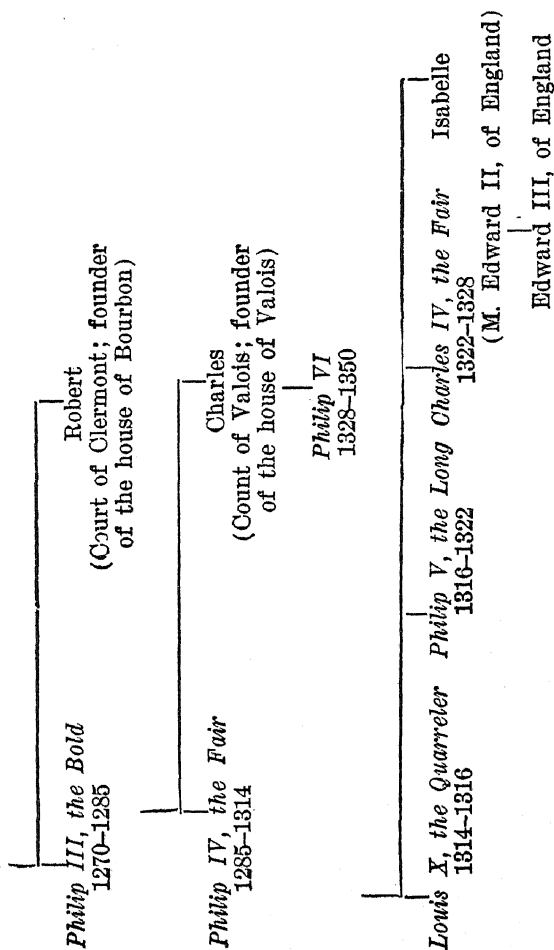 Philip III, the Bold
1270–1285
Robert
(Court of Clermont; founder
of the house of Bourbon)
Philip IV, the Fair
1285–1314
Charles
(Count of Valois; founder
of the house of Valois)
Philip VI
1328–1350
Louis X, the Quarreler
1314–1316
Philip V, the Long
1316–1322
Charles IV, the Fair
1322–1328
Isabelle
(M. Edward II, of England)
Edward III, of England